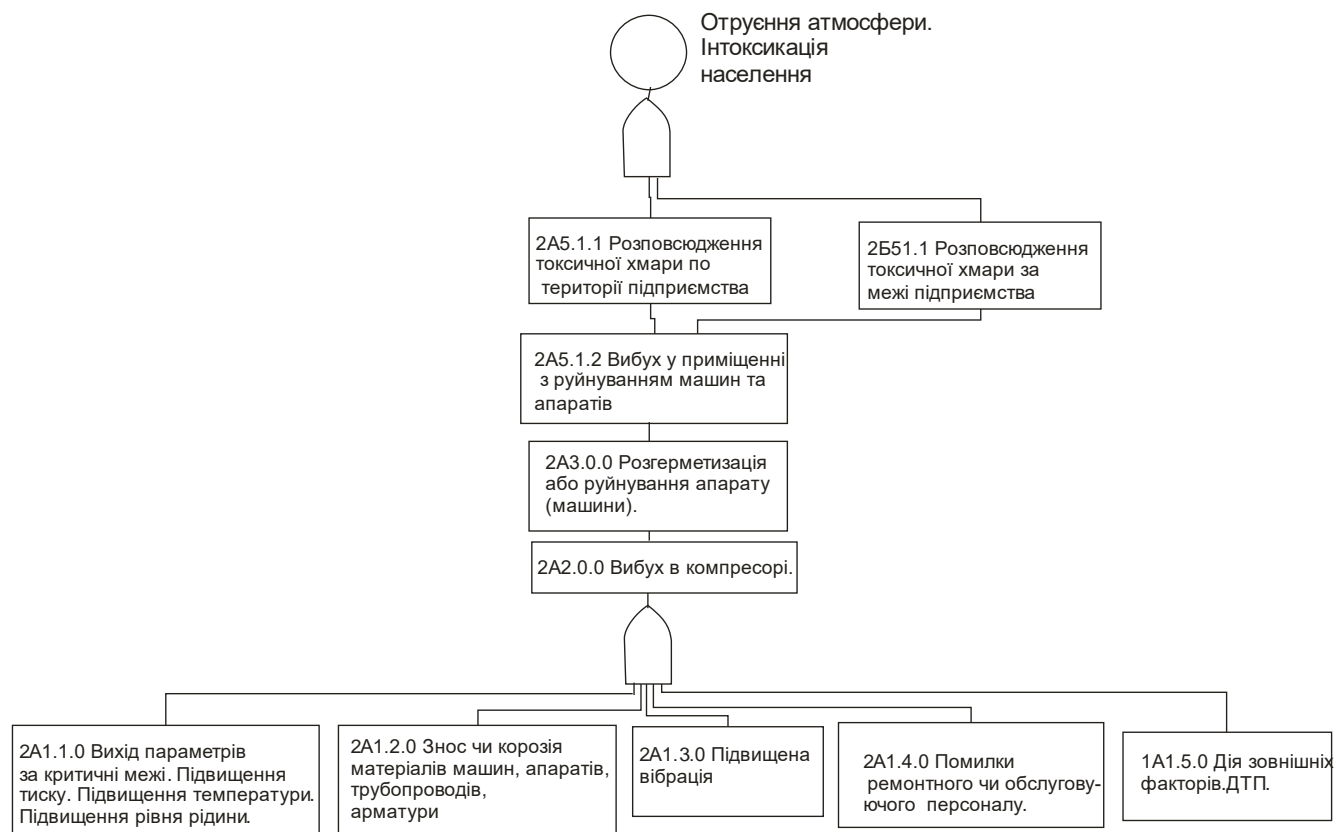 Отруєння атмосфери.
Інтоксикація
населення
2А5.1.1 Розповсюдження
токсичної хмари по
території підприємства
2Б51.1 Розповсюдження
токсичної хмари за
межі підприємства
2А5.1.2 Вибух у приміщенні
з руйнуванням машин та
апаратів
2А3.0.0 Розгерметизація
або руйнування апарату
(машини).
2А2.0.0 Вибух в компресорі.
2А1.1.0 Вихід параметрів
за критичні межі. Підвищення
тиску. Підвищення температури.
Підвищення рівня рідини.
2А1.2.0 Знос чи корозія
матеріалів машин, апаратів,
трубопроводів,
арматури
2А1.3.0 Підвищена
вібрація
2А1.4.0 Помилки
ремонтного чи обслугову-
ючого персоналу.
1А1.5.0 Дія зовнішніх
факторів.ДТП.